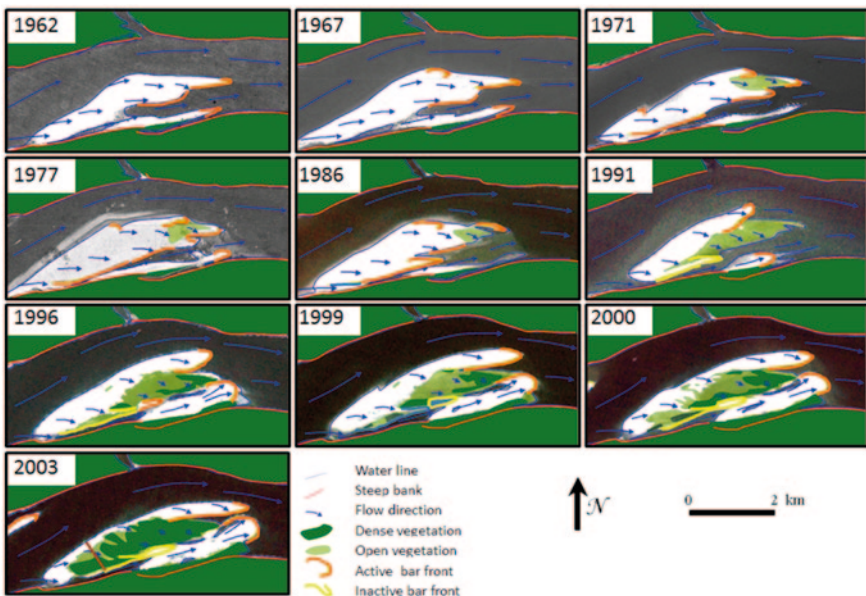 1962
1967
1971
1977
1986
1991
1996
1999
2000
2003
Water line
Steep bank
Flow direction
Dense vegetation
Open vegetation
Active bar front
Inactive bar front
N
0 2 km